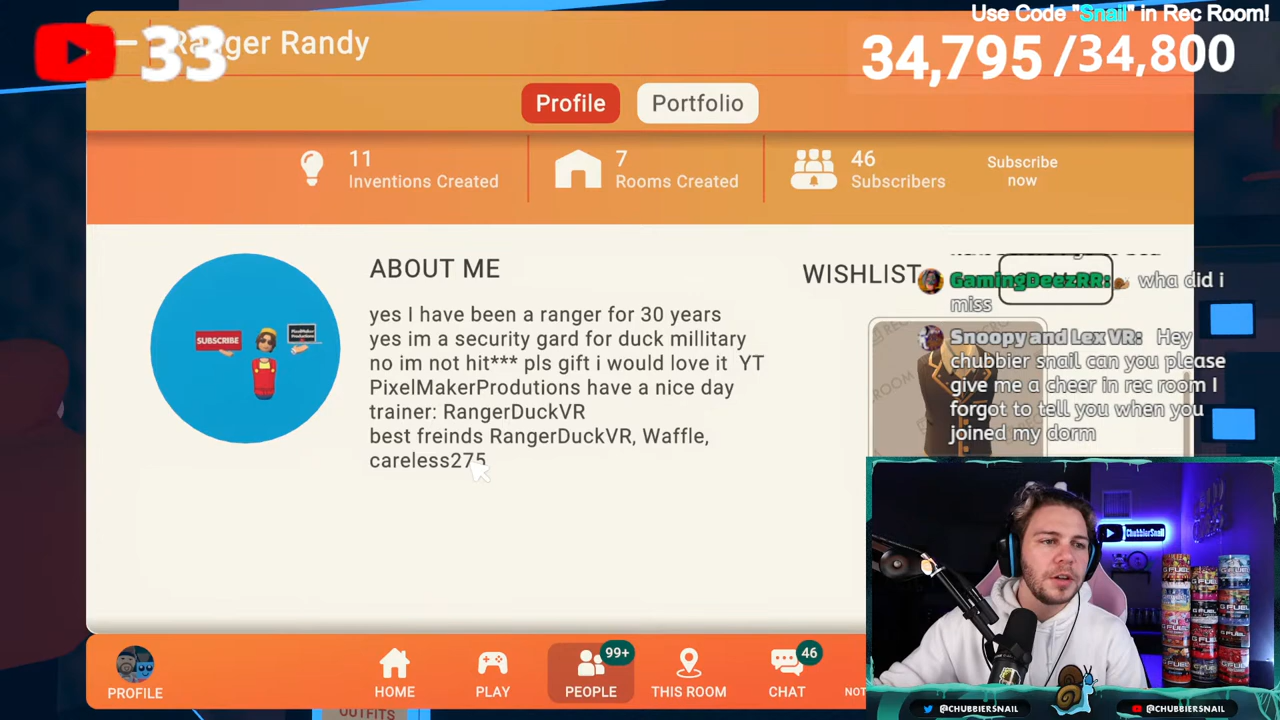 Use Code "Snail" in Rec Room!
33
Ranger Randy
34,795 /34,800
Profile
Portfolio
11
Inventions Created
7
Rooms Created
46
Subscribers
Subscribe
now
ABOUT ME
yes I have been a ranger for 30 years
yes im a security gard for duck millitary
no im not hit*** pls gift i would love it YT
PixelMakerProdutions have a nice day
trainer: RangerDuckVR
best freinds RangerDuckVR, Waffle,
careless275
SUBSCRIBE
WISHLIST
GamingDeezRR: wha did i
miss
Snoopy and Lex VR: Hey
chubbier snail can you please
give me a cheer in rec room I
forgot to tell you when you
joined my dorm
ChubbierSnail
G FUEL
PROFILE
HOME
PLAY
99+
PEOPLE
THIS ROOM
46
CHAT
NOT
OUTFITS
@CHUBBIERSNAIL
@CHUBBIERSNAIL